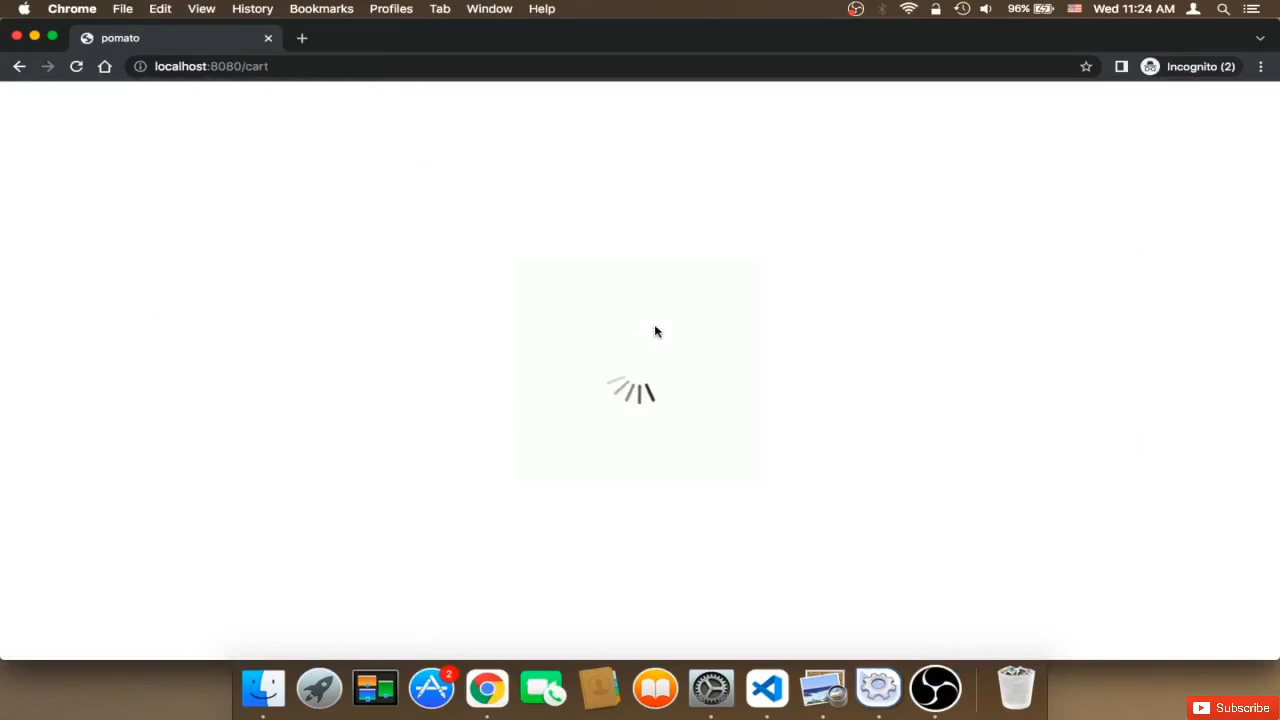 Chrome File Edit View History Bookmarks Profiles Tab Window Help 96% Wed 11:24 AM
pomato
localhost:8080/cart Incognito (2)
2
Subscribe